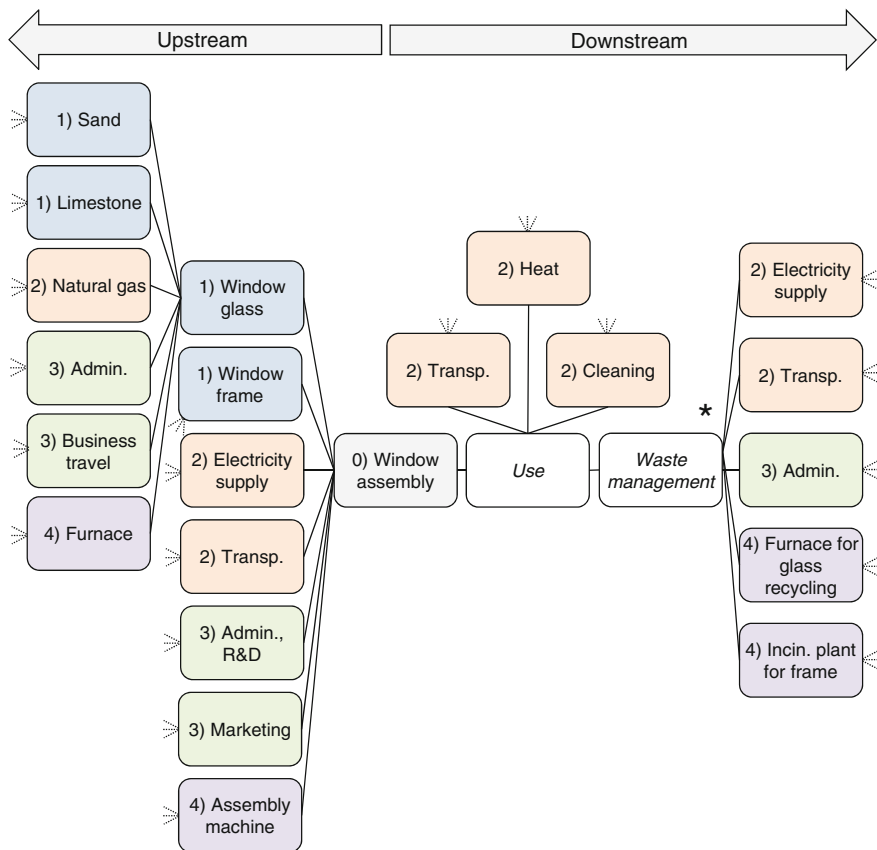 Upstream
Downstream
1) Sand
1) Limestone
2) Natural gas
3) Admin.
3) Business
travel
4) Furnace
1) Window
glass
1) Window
frame
2) Electricity
supply
2) Transp.
3) Admin.,
R&D
3) Marketing
4) Assembly
machine
0) Window
assembly
2) Heat
2) Transp.
2) Cleaning
Use
*
Waste
management
2) Electricity
supply
2) Transp.
3) Admin.
4) Furnace for
glass
recycling
4) Incin. plant
for frame